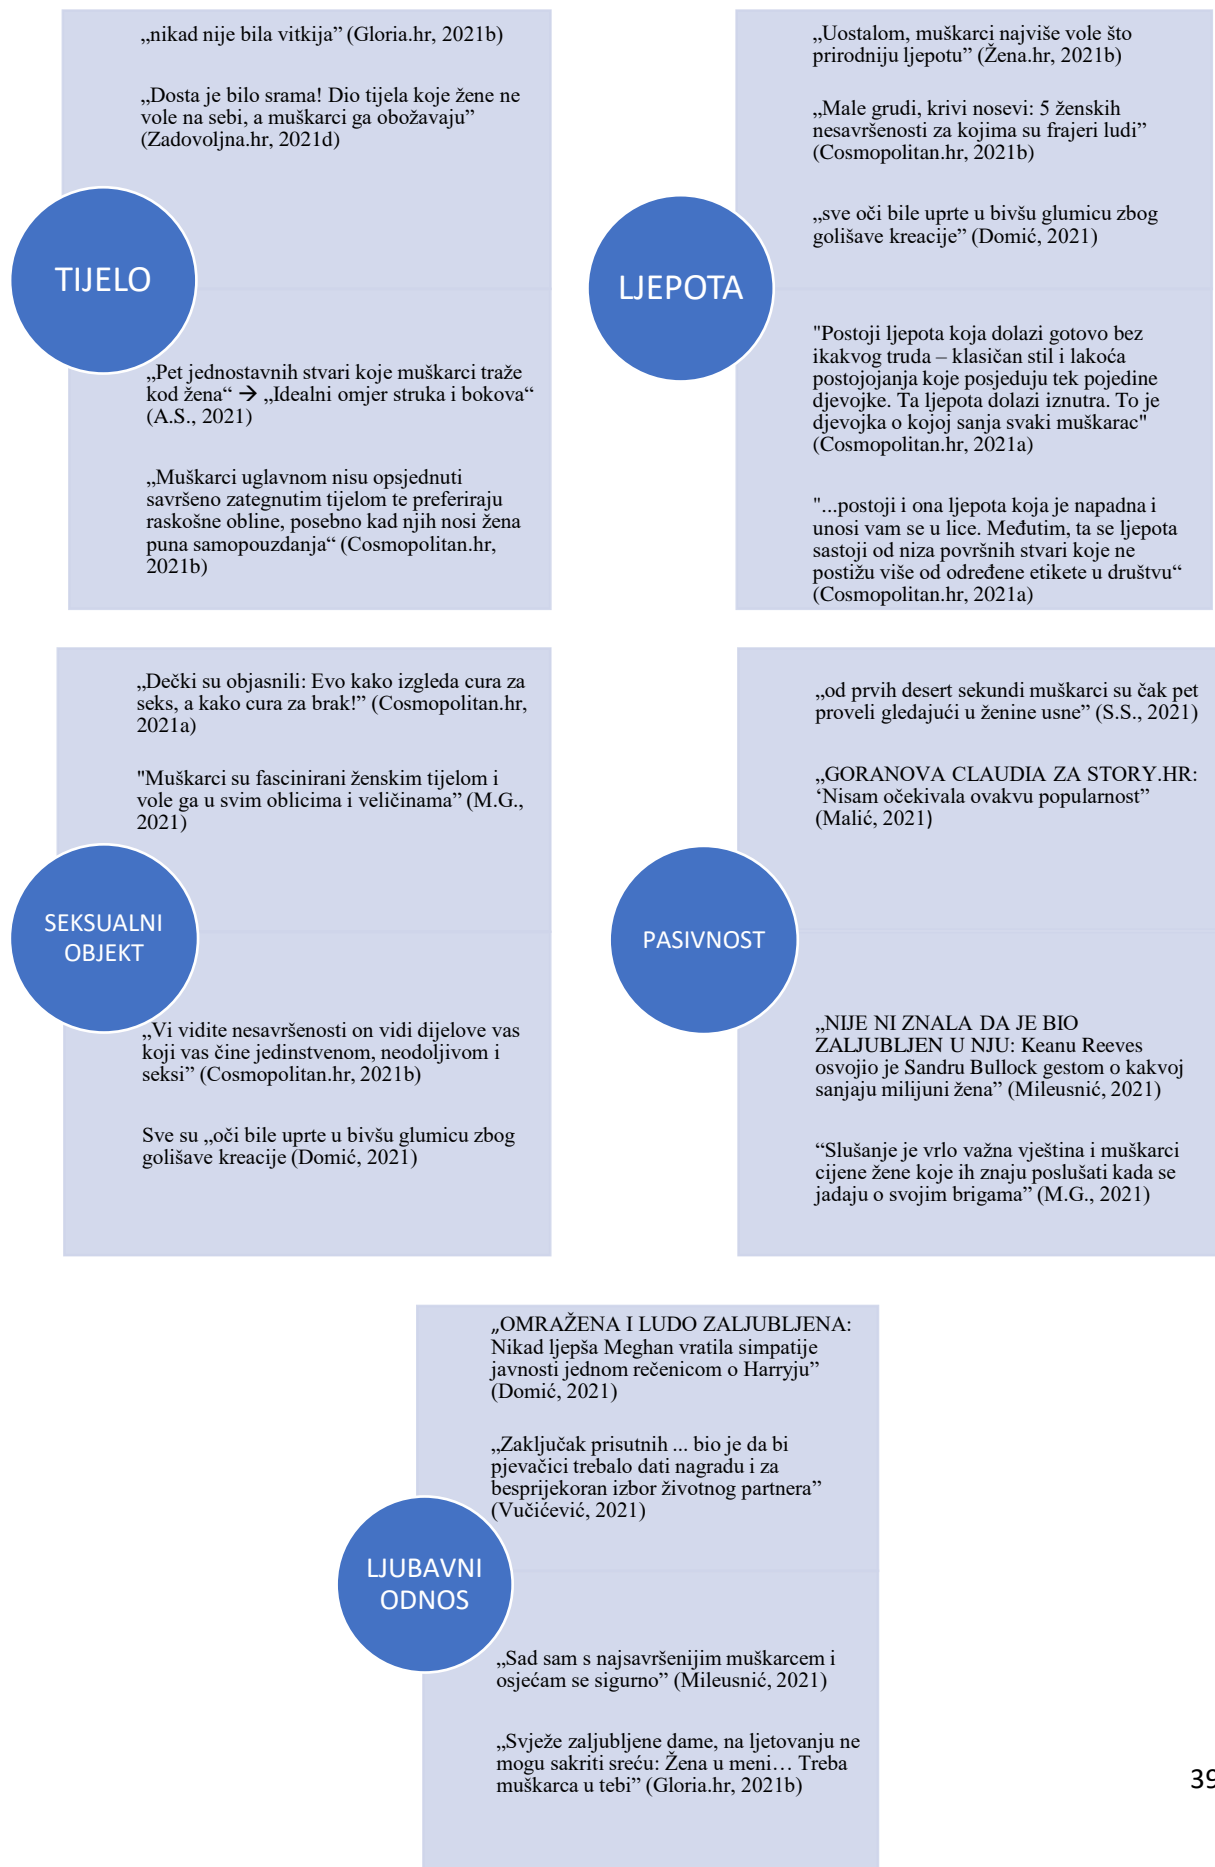 „nikad nije bila vitkija” (Gloria.hr, 2021b)
„Dosta je bilo srama! Dio tijela koje žene ne
vole na sebi, a muškarci ga obožavaju”
(Zadovoljna.hr, 2021d)
TIJELO
„Pet jednostavnih stvari koje muškarci traže
kod žena“ → „Idealni omjer struka i bokova“
(A.S., 2021)
„Muškarci uglavnom nisu opsjednuti
savršeno zategnutim tijelom te preferiraju
raskošne obline, posebno kad njih nosi žena
puna samopouzdanja“ (Cosmopolitan.hr,
2021b)
„Uostalom, muškarci najviše vole što
prirodniju ljepotu” (Žena.hr, 2021b)
„Male grudi, krivi nosevi: 5 ženskih
nesavršenosti za kojima su frajeri ludi”
(Cosmopolitan.hr, 2021b)
„sve oči bile uprte u bivšu glumicu zbog
golišave kreacije” (Domić, 2021)
LJEPOTA
"Postoji ljepota koja dolazi gotovo bez
ikakvog truda – klasičan stil i lakoća
postojojanja koje posjeduju tek pojedine
djevojke. Ta ljepota dolazi iznutra. To je
djevojka o kojoj sanja svaki muškarac"
(Cosmopolitan.hr, 2021a)
"...postoji i ona ljepota koja je napadna i
unosi vam se u lice. Međutim, ta se ljepota
sastoji od niza površnih stvari koje ne
postižu više od određene etikete u društvu“
(Cosmopolitan.hr, 2021a)
„Dečki su objasnili: Evo kako izgleda cura za
seks, a kako cura za brak!” (Cosmopolitan.hr,
2021a)
"Muškarci su fascinirani ženskim tijelom i
vole ga u svim oblicima i veličinama” (M.G.,
2021)
SEKSUALNI
OBJEKT
„Vi vidite nesavršenosti on vidi dijelove vas
koji vas čine jedinstvenom, neodoljivom i
seksi” (Cosmopolitan.hr, 2021b)
Sve su „oči bile uprte u bivšu glumicu zbog
golišave kreacije (Domić, 2021)
„od prvih desert sekundi muškarci su čak pet
proveli gledajući u ženine usne” (S.S., 2021)
„GORANOVA CLAUDIA ZA STORY.HR:
‘Nisam očekivala ovakvu popularnost”
(Malić, 2021)
PASIVNOST
„NIJE NI ZNALA DA JE BIO
ZALJUBLJEN U NJU: Keanu Reeves
osvojio je Sandru Bullock gestom o kakvoj
sanjaju milijuni žena” (Mileusnić, 2021)
“Slušanje je vrlo važna vještina i muškarci
cijene žene koje ih znaju poslušati kada se
jadaju o svojim brigama” (M.G., 2021)
„OMRAŽENA I LUDO ZALJUBLJENA:
Nikad ljepša Meghan vratila simpatije
javnosti jednom rečenicom o Harryju”
(Domić, 2021)
„Zaključak prisutnih ... bio je da bi
pjevačici trebalo dati nagradu i za
besprijekoran izbor životnog partnera”
(Vučićević, 2021)
LJUBAVNI
ODNOS
„Sad sam s najsavršenijim muškarcem i
osjećam se sigurno” (Mileusnić, 2021)
„Svježe zaljubljene dame, na ljetovanju ne
mogu sakriti sreću: Žena u meni… Treba
muškarca u tebi” (Gloria.hr, 2021b)
39